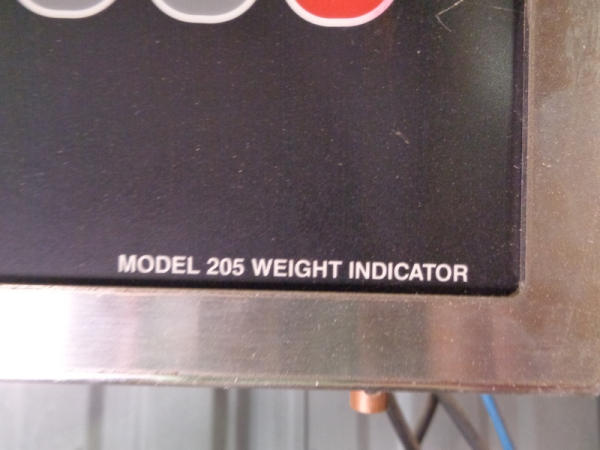 MODEL 205 WEIGHT INDICATOR